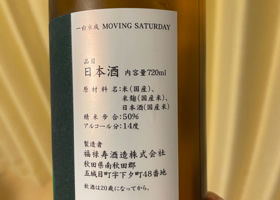 一白水成 MOVING SATURDAY
品目
日本酒 内容量720ml
原材料名:米(国産)、
米麹(国産米)、
日本酒(国産米)
精米歩合:50%
アルコール分:14度
製造者
福禄寿酒造株式会社
秋田県南秋田郡
五城目町字下タ町48番地
飲酒は20歳になってから。